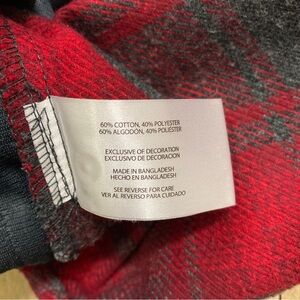 60% COTTON, 40% POLYESTER
60% ALGODÓN, 40% POLIÉSTER
EXCLUSIVE OF DECORATION
EXCLUSIVO DE DECORACION
MADE IN BANGLADESH
HECHO EN BANGLADESH
SEE REVERSE FOR CARE
VER AL REVERSO PARA CUIDADO